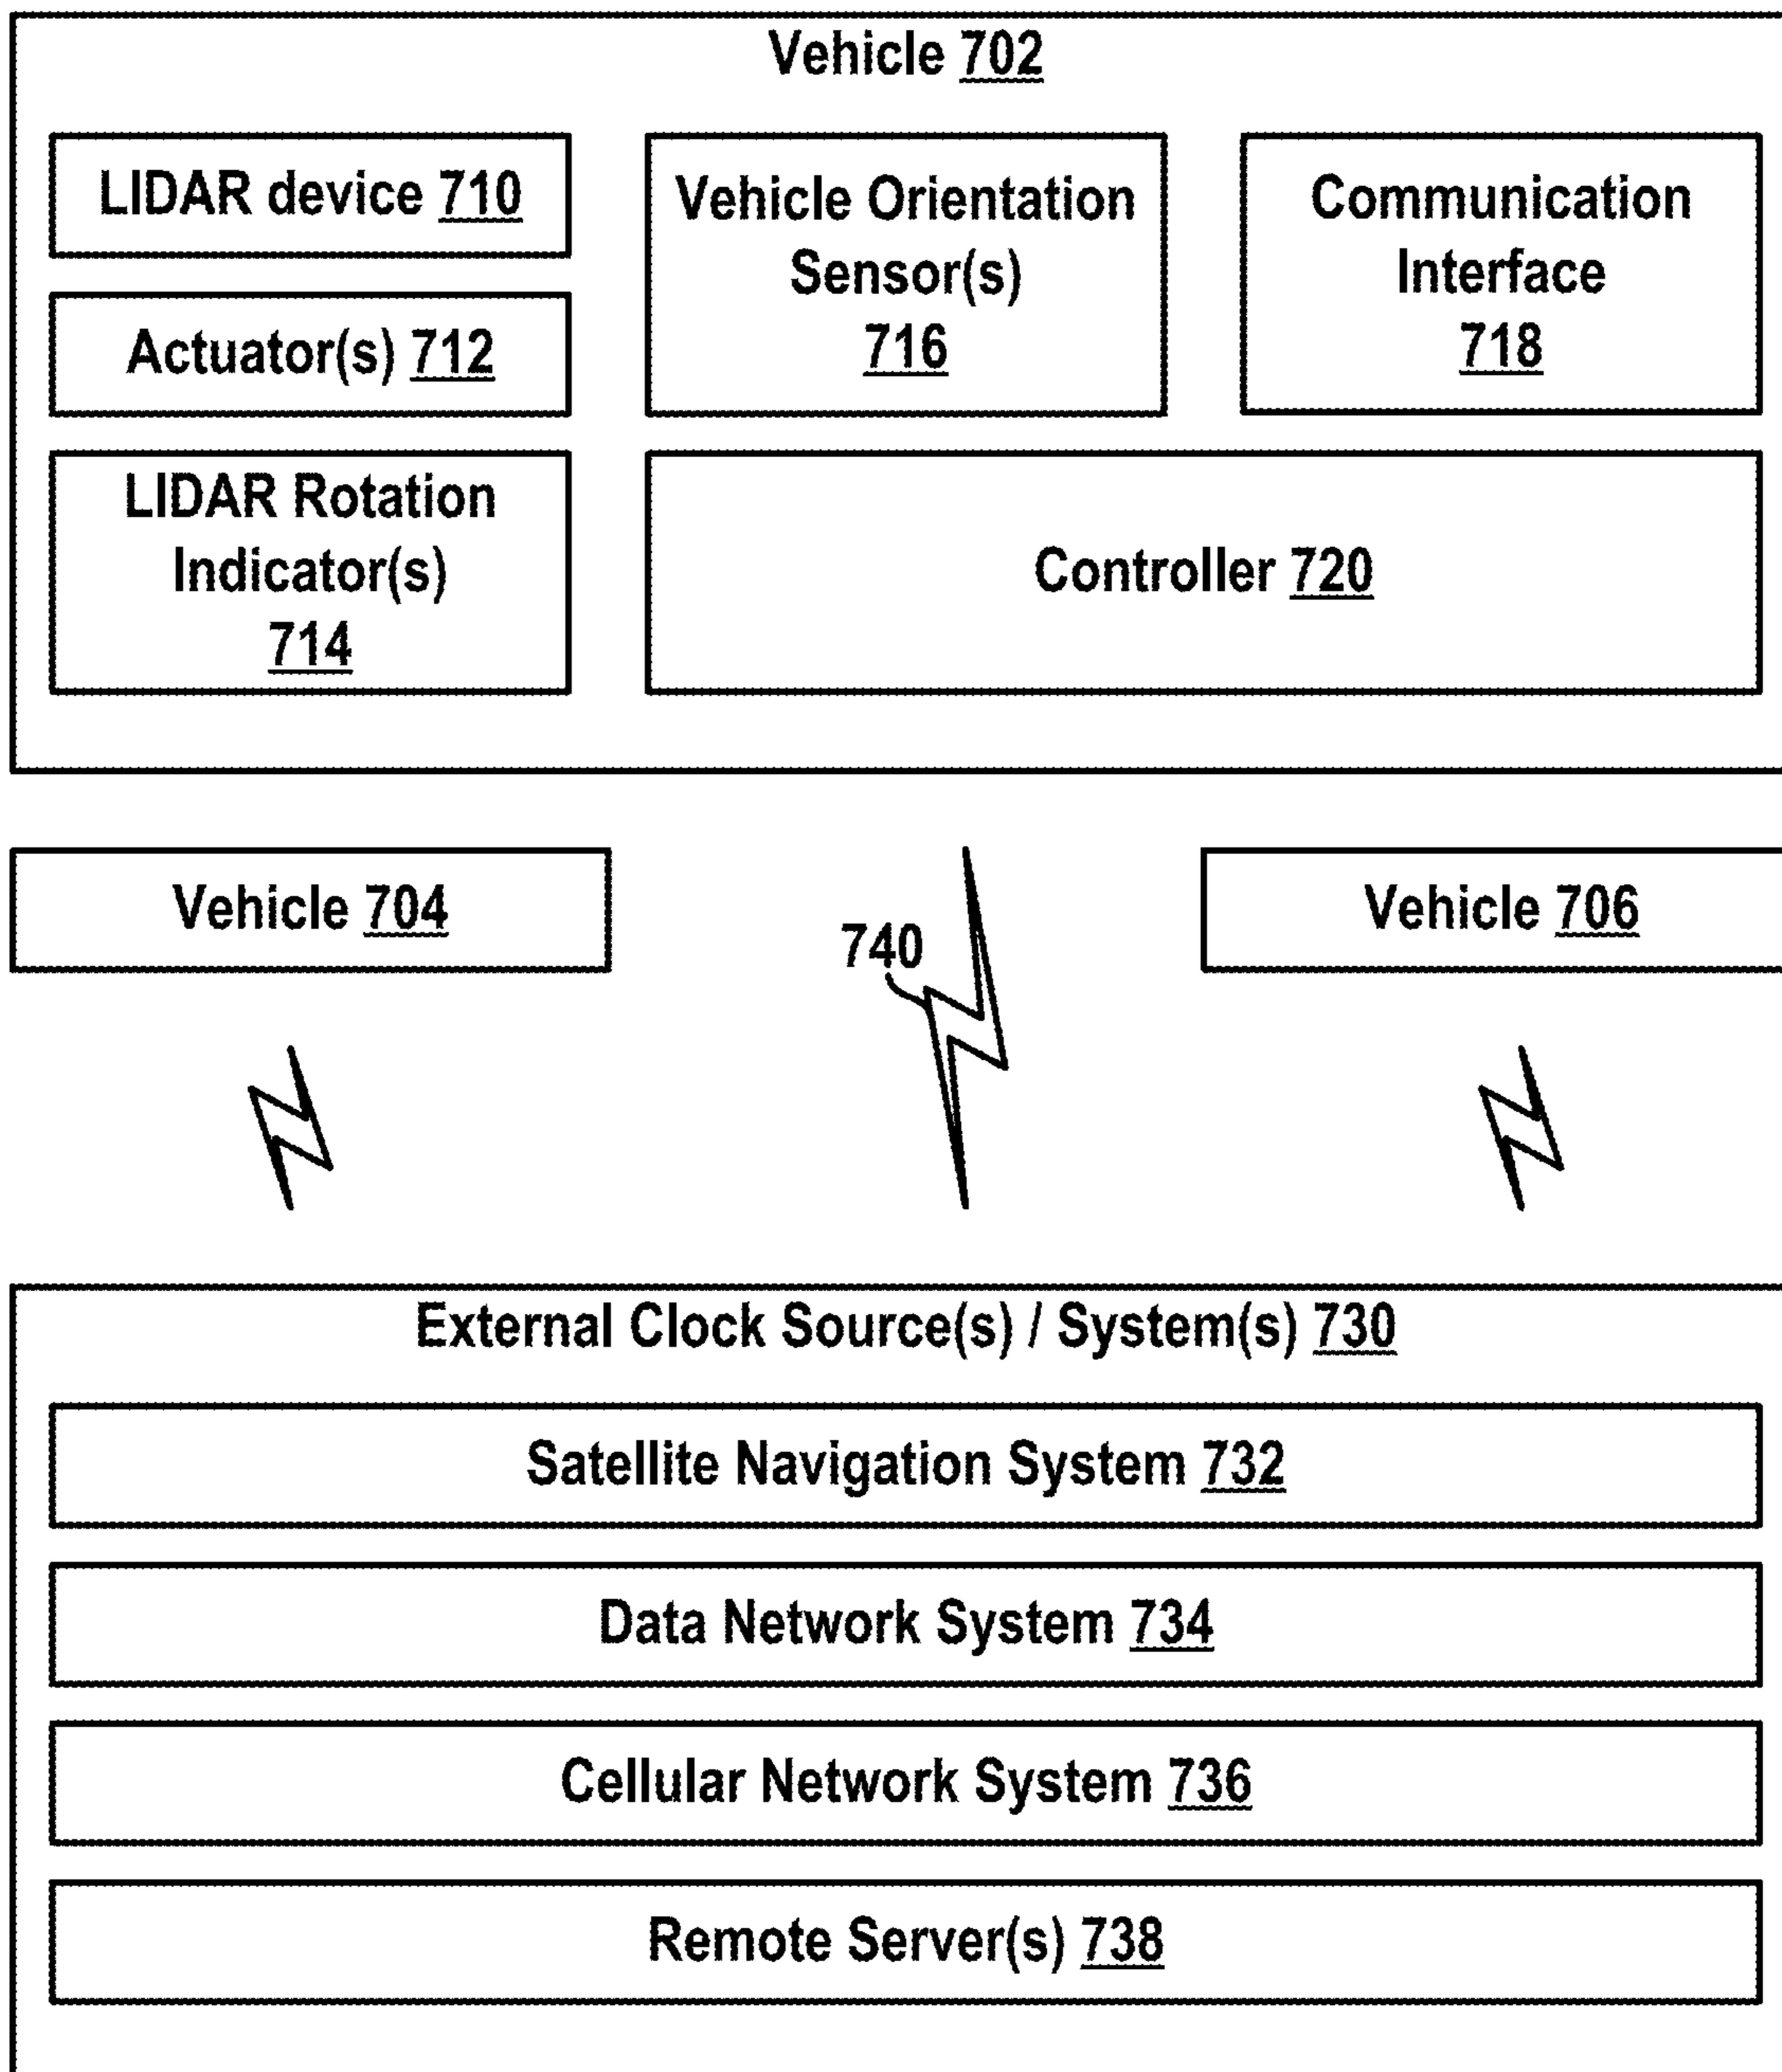 Vehicle 702
LIDAR device 710
Actuator(s) 712
LIDAR Rotation
Indicator(s)
714
Vehicle Orientation
Sensor(s)
716
Communication
Interface
718
Controller 720
Vehicle 704
740
Vehicle 706
External Clock Source(s) / System(s) 730
Satellite Navigation System 732
Data Network System 734
Cellular Network System 736
Remote Server(s) 738